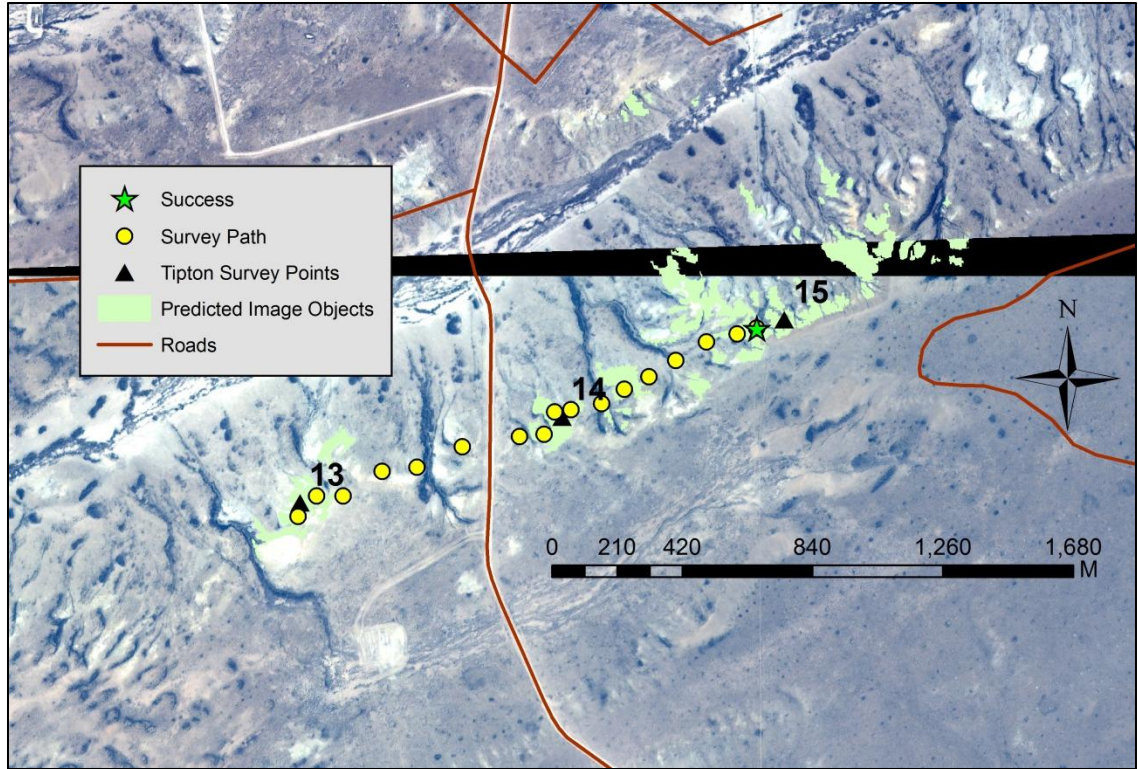 Success
Survey Path
Tipton Survey Points
Predicted Image Objects
Roads
15
N
14
13
0 210 420 840 1,260 1,680
M